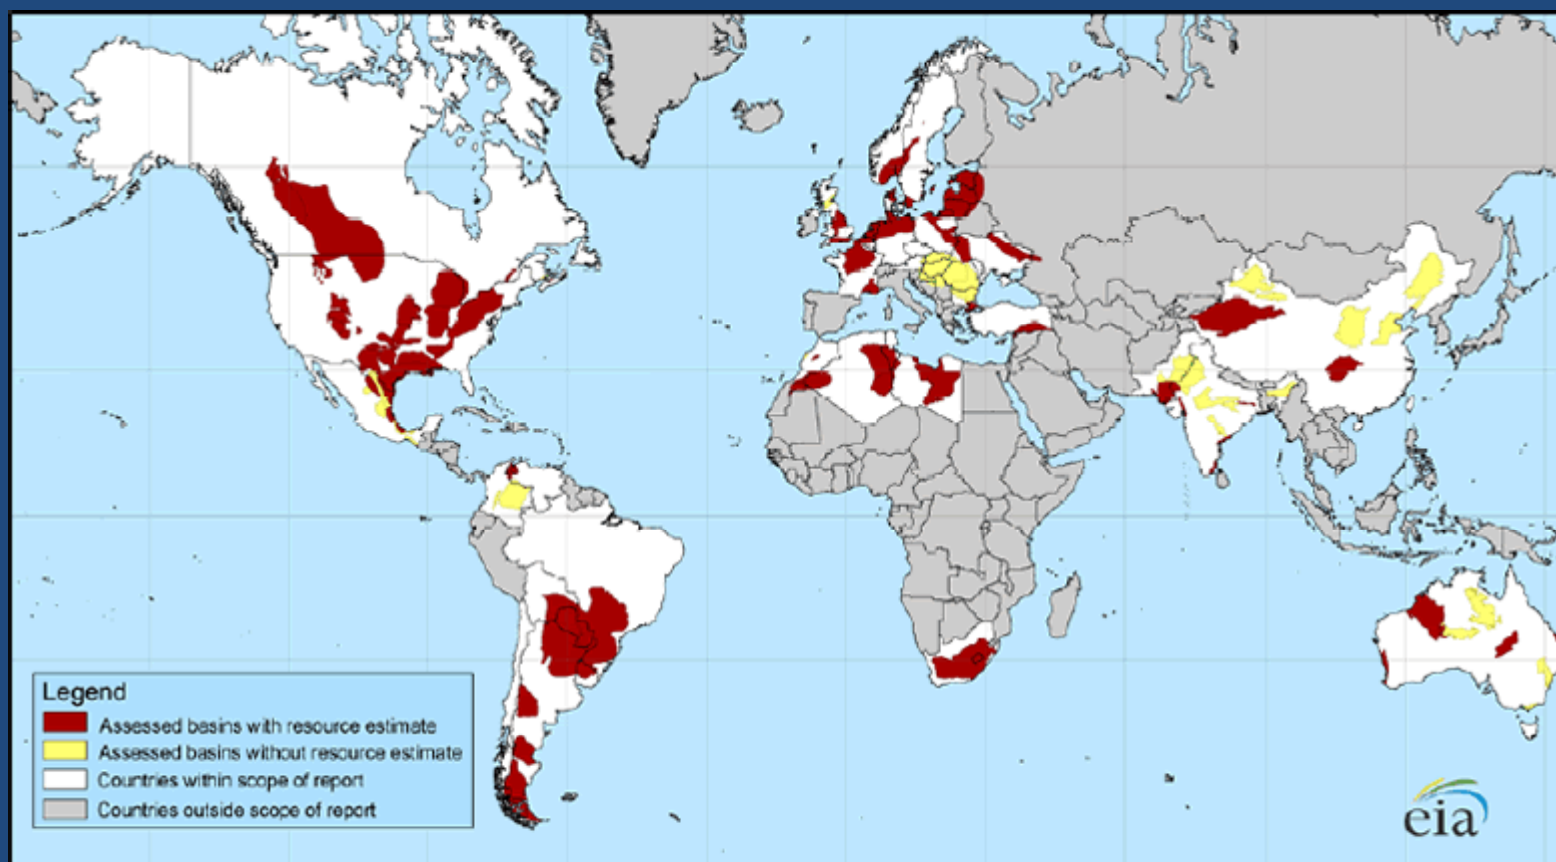 Legend
Assessed basins with resource estimate
Assessed basins without resource estimate
Countries within scope of report
Countries outside scope of report
eia